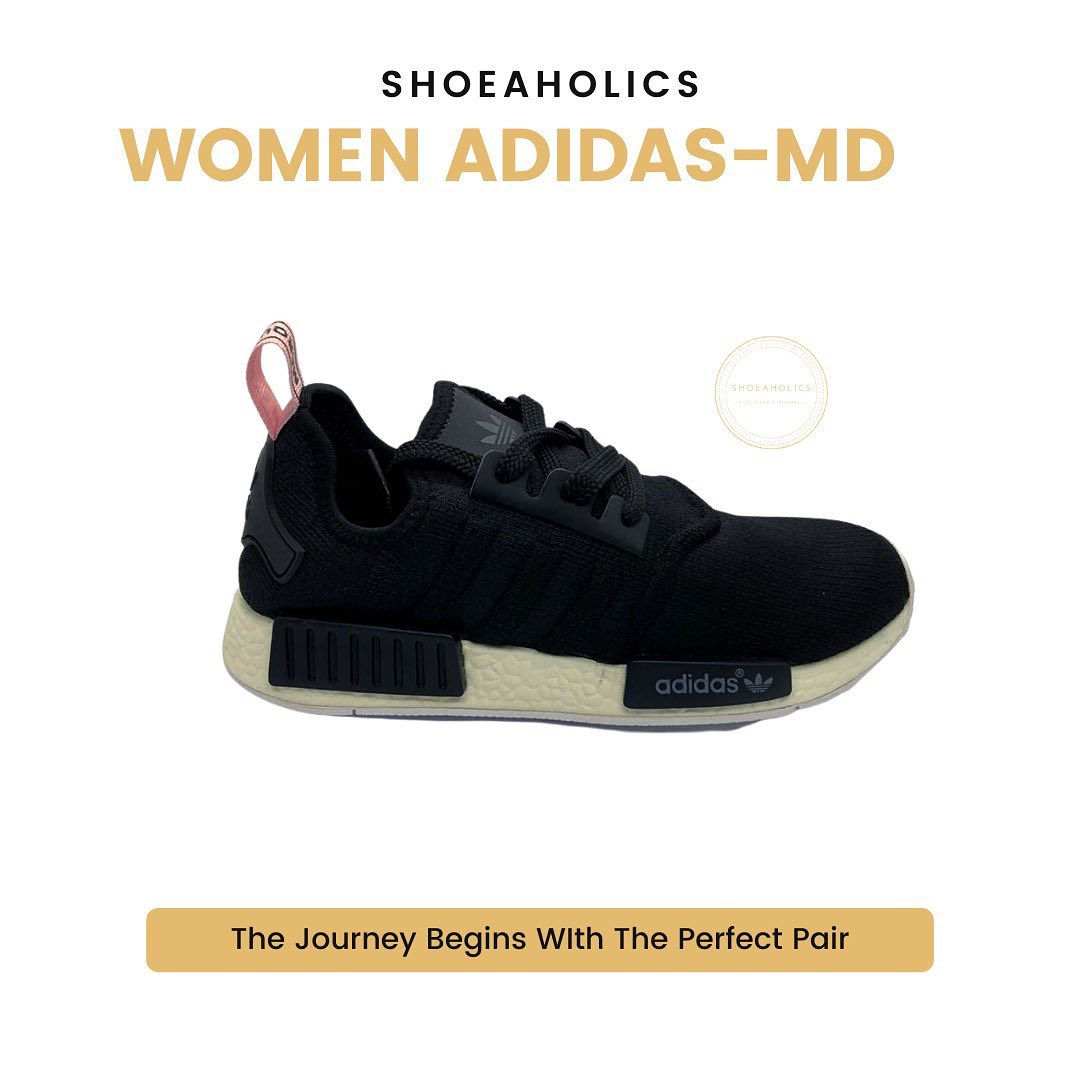 SHOEAHOLICS
WOMEN ADIDAS-MD
SHOEAHOLICS
adidas®
The Journey Begins WIth The Perfect Pair